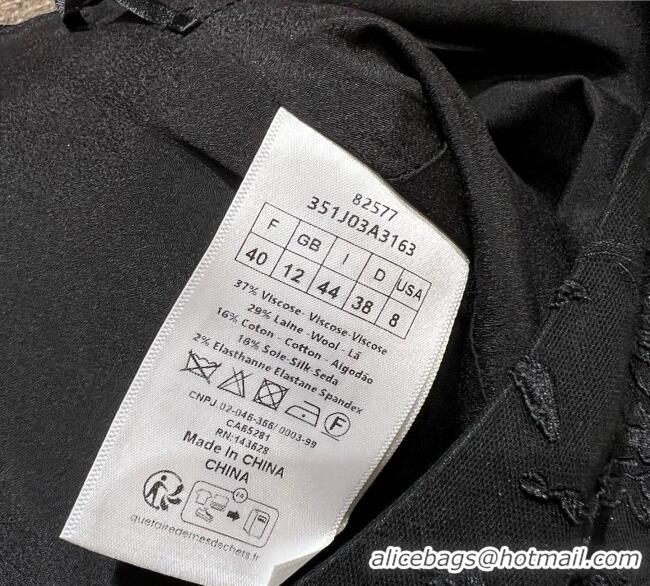 82577
351J03A3163
F GB I D USA
40 12 44 38 8
37% Viscose- Viscose-Viscose
29% Laine -Wool - Lã
16% Coton - Cotton - Algodão
16% Soie-Silk-Seda
2% Elasthanne Elastane Spandex
F
CNPJ 02-046-366/ 0003-99
CA65281
RN:143628
Made in CHINA
CHINA
FR
quefairedemesdechets.fr
alicebags@hotmail.com